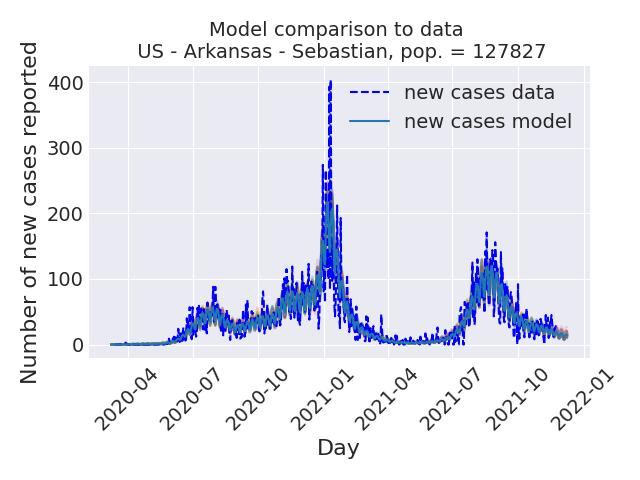 Model comparison to data
US - Arkansas - Sebastian, pop. = 127827
Number of new cases reported
400
300
200
100
0
new cases data
new cases model
2020-04
2020-07
2020-10
2021-01
2021-04
2021-07
2021-10
2022-01
Day